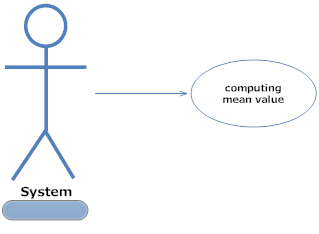 computing
mean value
System